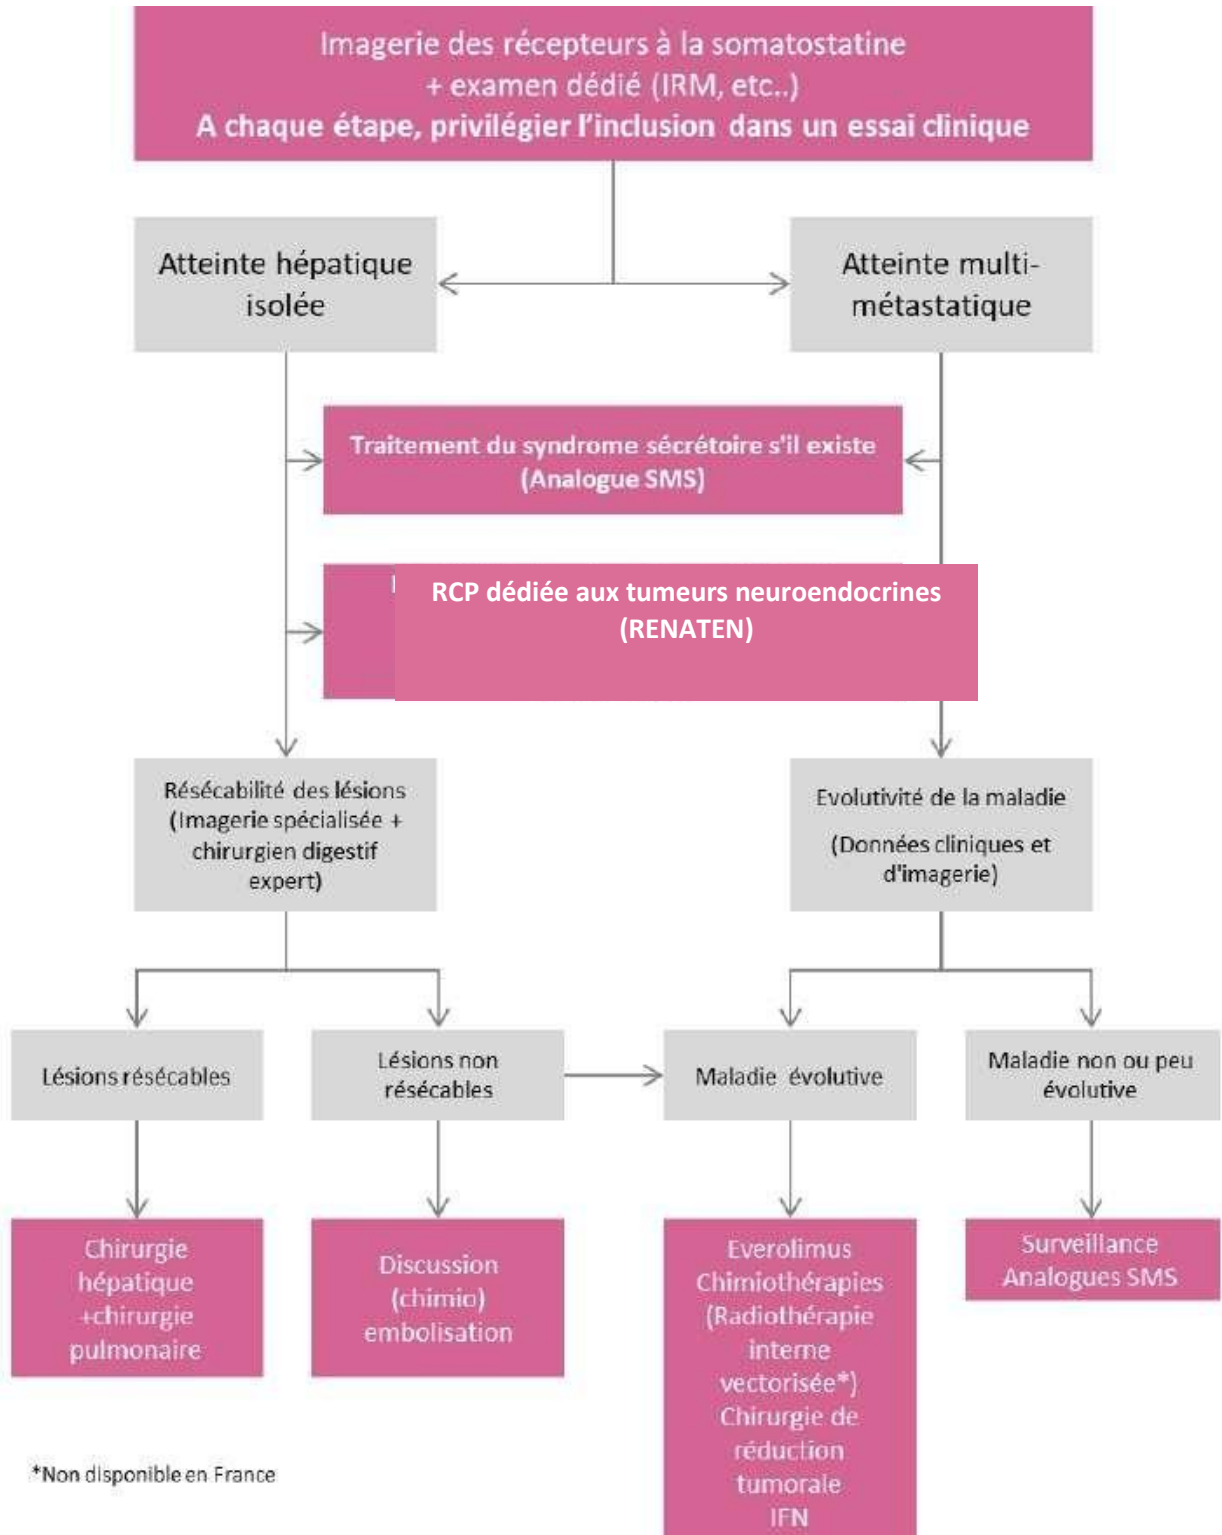 Imagerie des récepteurs à la somatostatine
+ examen dédié (IRM, etc..)
A chaque étape, privilégier l'inclusion dans un essai clinique
Atteinte hépatique
isolée
Atteinte multi-
métastatique
Traitement du syndrome sécrétoire s'il existe
(Analogue SMS)
RCP dédiée aux tumeurs neuroendocrines
(RENATEN)
Résécabilité des lésions
(Imagerie spécialisée +
chirurgien digestif
expert)
Evolutivité de la maladie
(Données cliniques et
d'imagerie)
Lésions résécables
Lésions non
résécables
Maladie évolutive
Maladie non ou peu
évolutive
Chirurgie
hépatique
+chirurgie
pulmonaire
Discussion
(chimio)
embolisation
Everolimus
Chimiothérapies
(Radiothérapie
interne
vectorisée*)
Chirurgie de
réduction
tumorale
IFN
Surveillance
Analogues SMS
*Non disponible en France